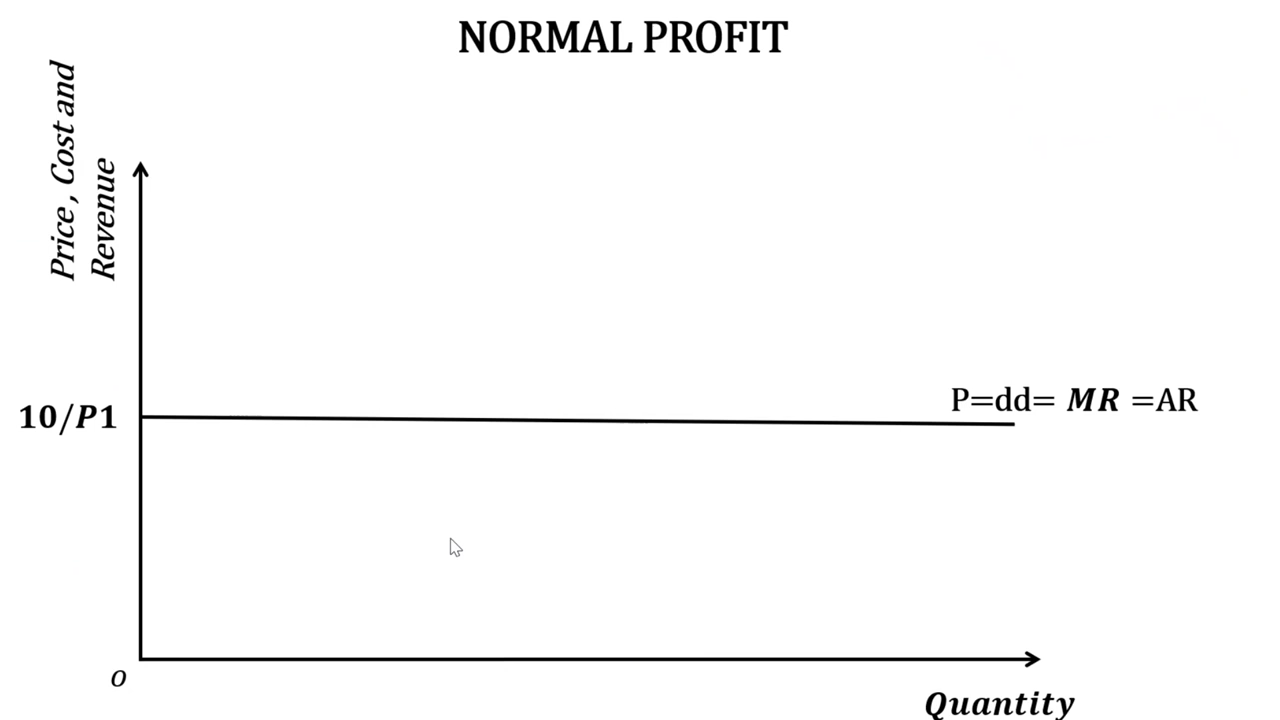 NORMAL PROFIT
Price , Cost and
Revenue
10/P1
P=dd= MR =AR
O
Quantity